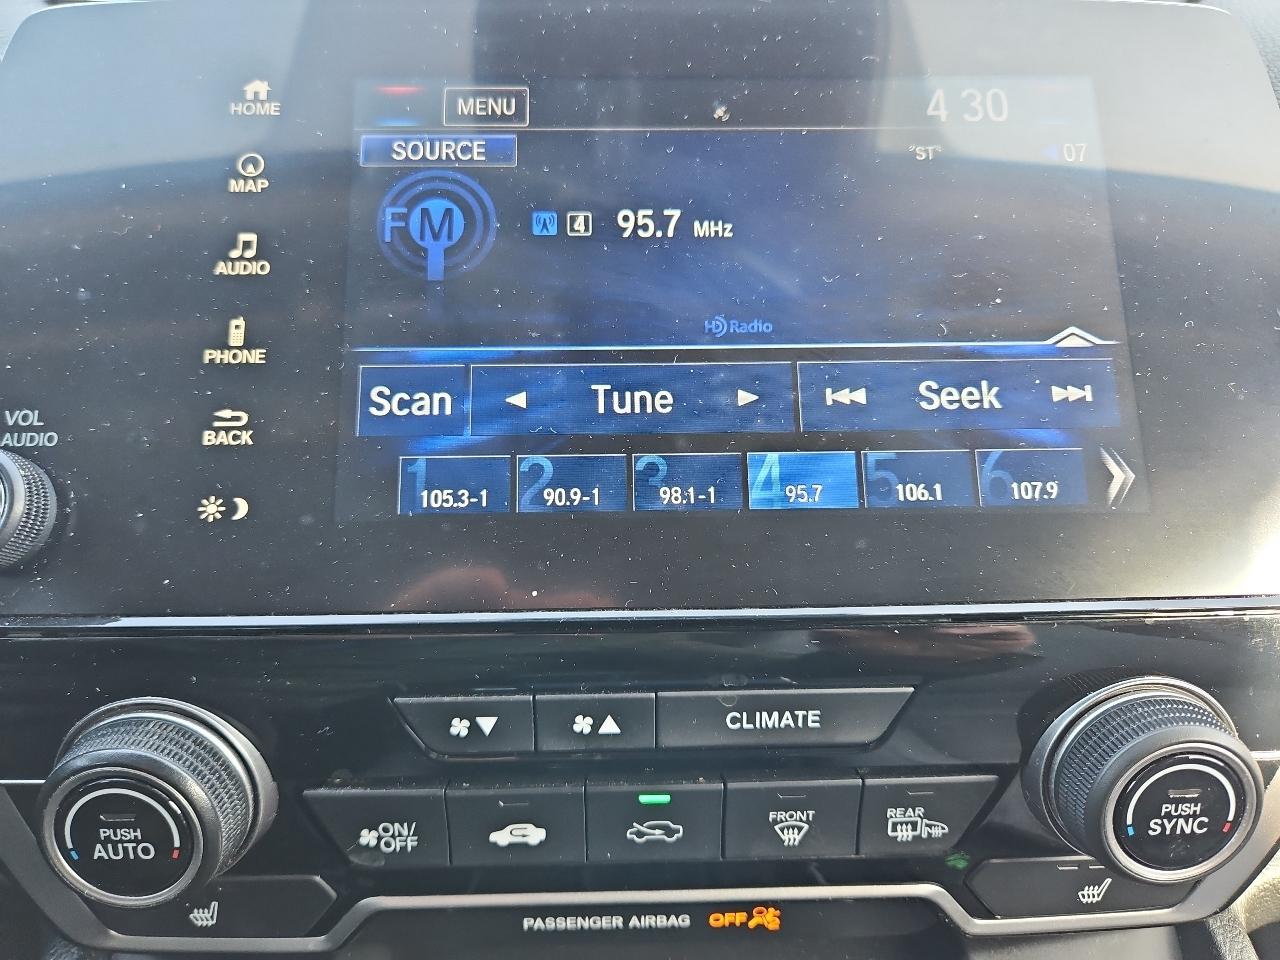 HOME
MENU
4 30
SOURCE
"ST"
07
MAP
FM
4 95.7 MHz
AUDIO
HD Radio
PHONE
Scan
Tune
Seek
VOL
AUDIO
BACK
1 105.3-1
2 90.9-1
3 98.1-1
4 95.7
5 106.1
6 107.9
CLIMATE
PUSH
AUTO
ON/
OFF
FRONT
REAR
PUSH
SYNC
PASSENGER AIRBAG OFF